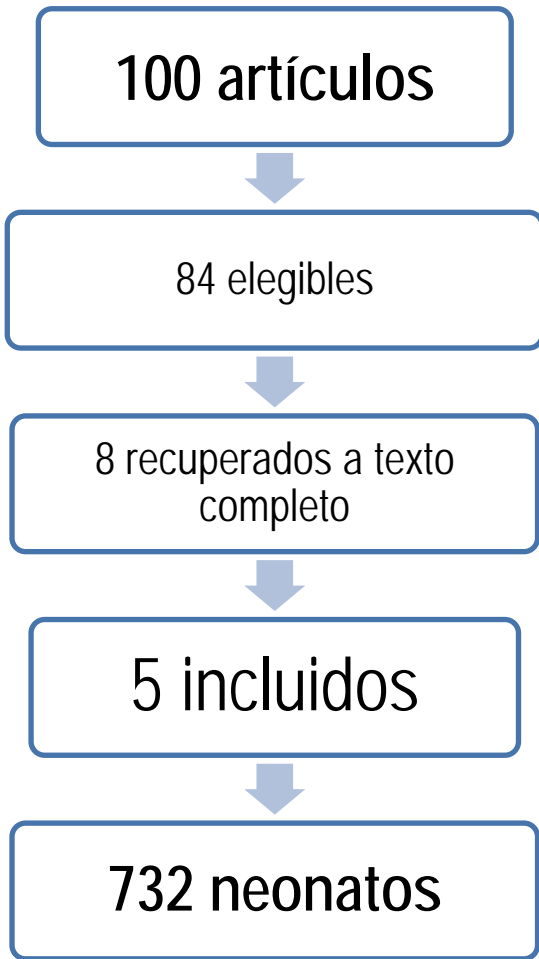 100 artículos
84 elegibles
8 recuperados a texto
completo
5 incluidos
732 neonatos